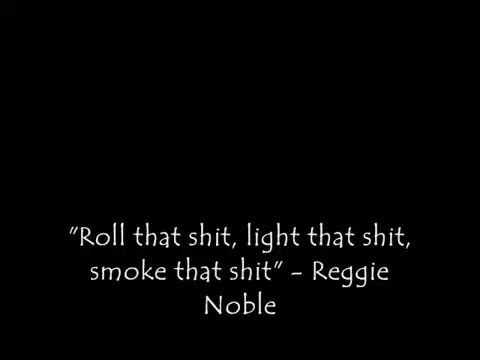 "Roll that shit, light that shit,
smoke that shit" - Reggie
Noble